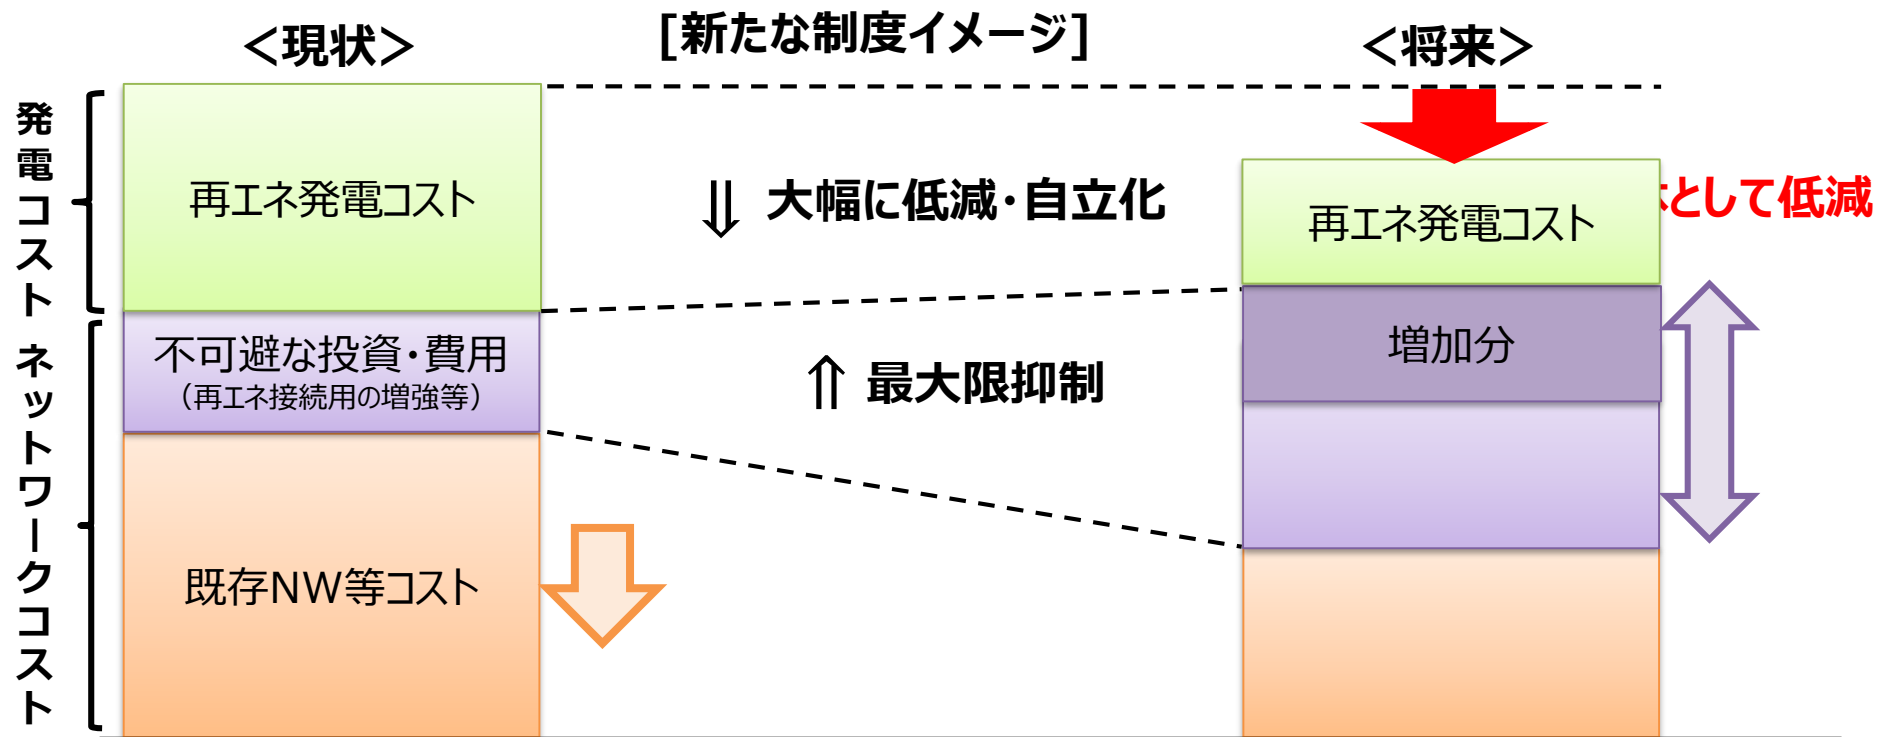 <現状>
[新たな制度イメージ]
<将来>
発電コスト
再エネ発電コスト
⇓ 大幅に低減・自立化
再エネ発電コスト
として低減
ネットワークコスト
不可避な投資・費用
（再エネ接続用の増強等）
⇑ 最大限抑制
増加分
既存NW等コスト